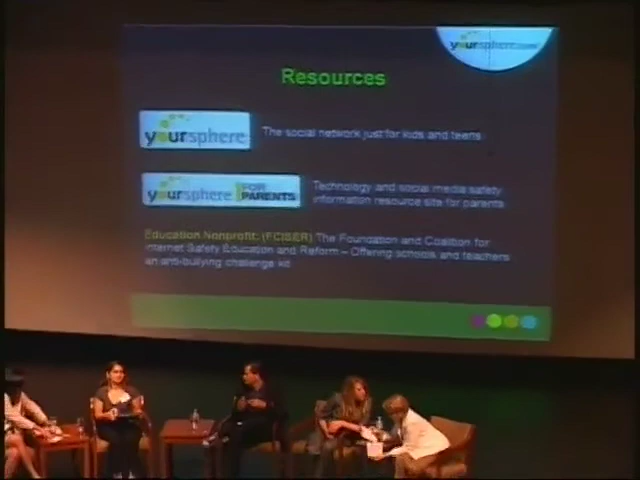 yoursphere.com
Resources
yoursphere
The social network just for kids and teens
yoursphere FOR PARENTS
Technology and social media safety
information resource site for parents
Education Nonprofit: (FCISER) The Foundation and Coalition for
Internet Safety Education and Reform – Offering schools and teachers
an anti-bullying challenge kit